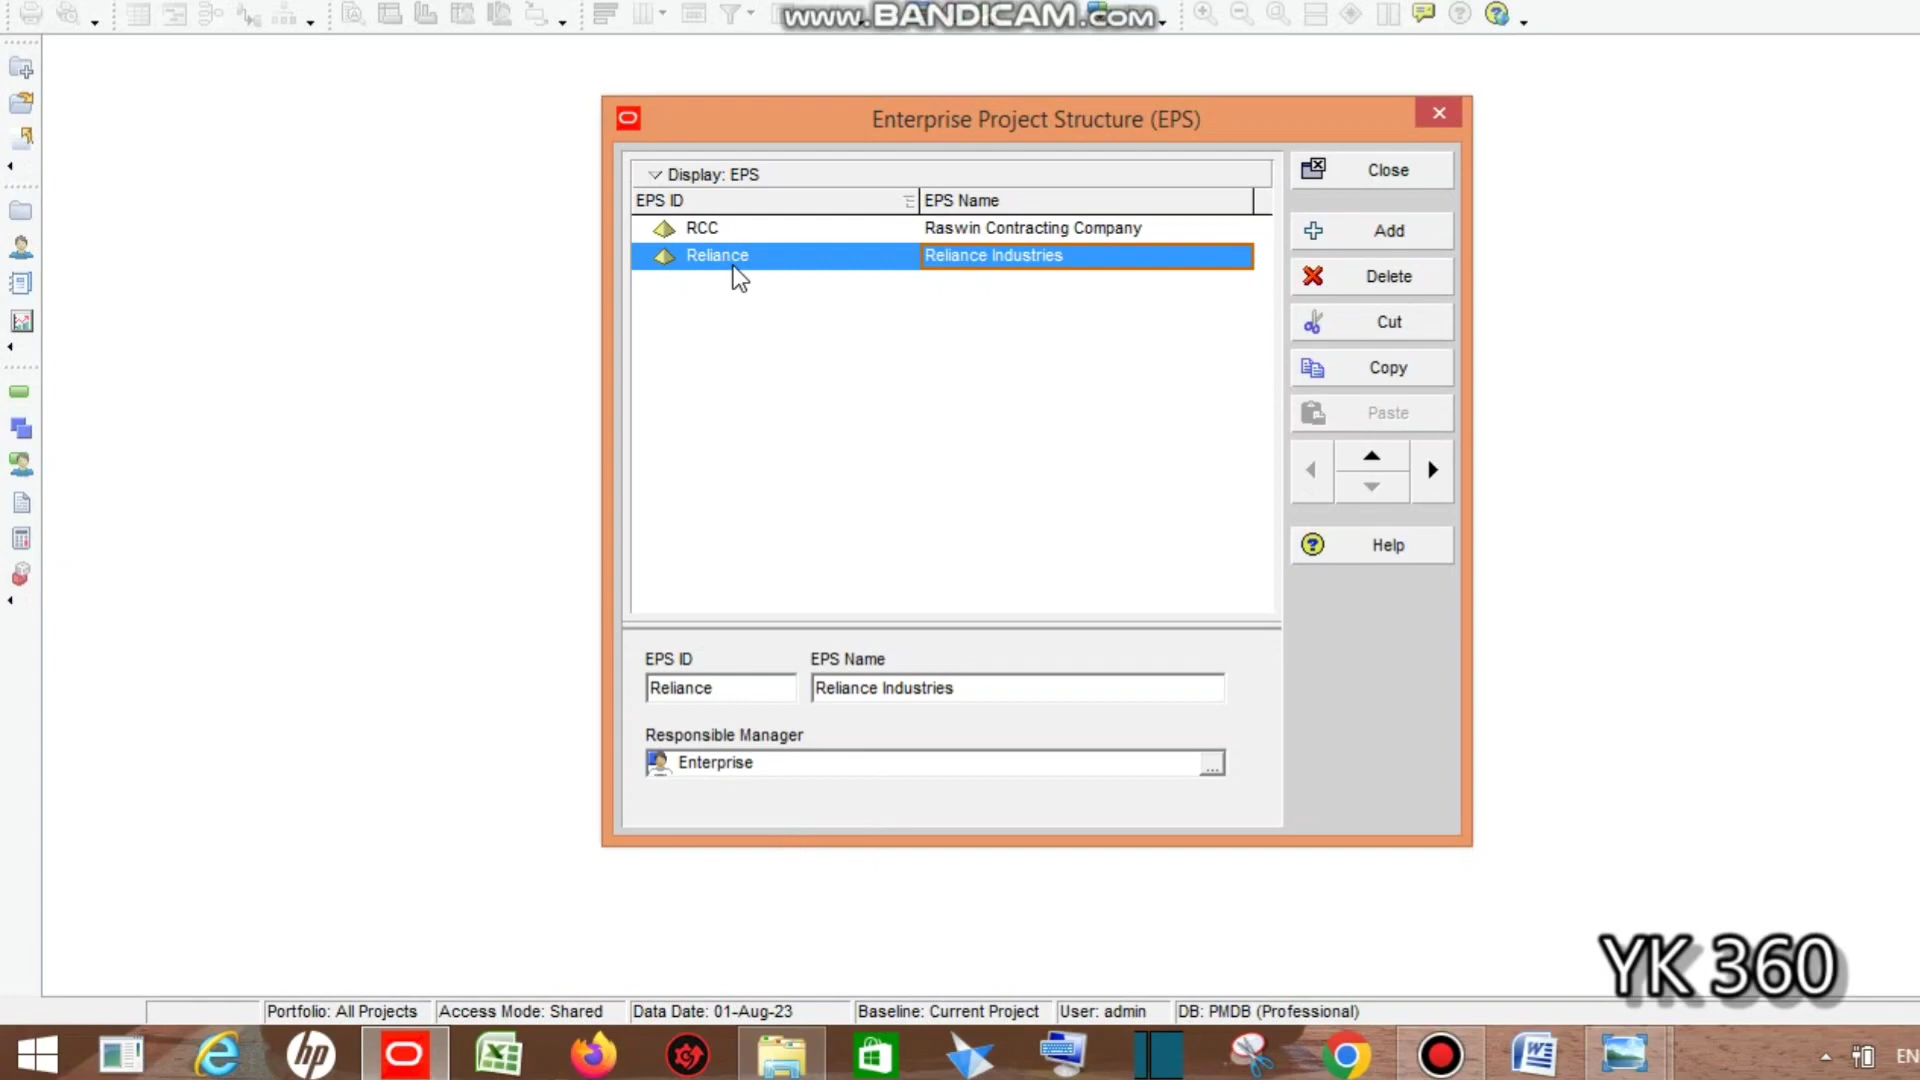 www.BANDICAM.com
Enterprise Project Structure (EPS)
Display: EPS
EPS ID EPS Name
RCC Raswin Contracting Company
Reliance Reliance Industries
Close
Add
Delete
Cut
Copy
Paste
Help
EPS ID EPS Name
Reliance Reliance Industries
Responsible Manager
Enterprise ...
YK 360
Portfolio: All Projects Access Mode: Shared Data Date: 01-Aug-23 Baseline: Current Project User: admin DB: PMDB (Professional)
hp
EN